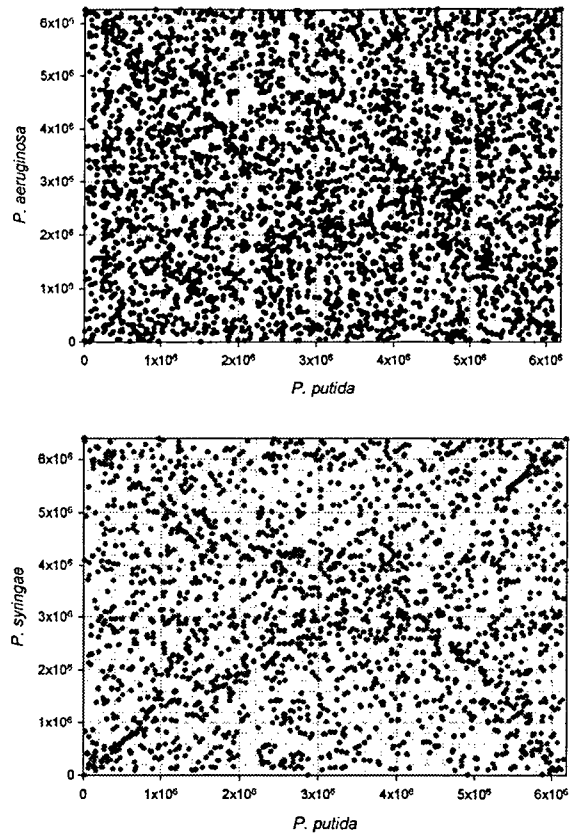 6x10⁶
5x10⁶
4x10⁶
3x10⁶
2x10⁶
1x10⁶
0
P. aeruginosa
0 1x10⁶ 2x10⁶ 3x10⁶ 4x10⁶ 5x10⁶ 6x10⁶
P. putida
6x10⁶
5x10⁶
4x10⁶
3x10⁶
2x10⁶
1x10⁶
0
P. syringae
0 1x10⁶ 2x10⁶ 3x10⁶ 4x10⁶ 5x10⁶ 6x10⁶
P. putida